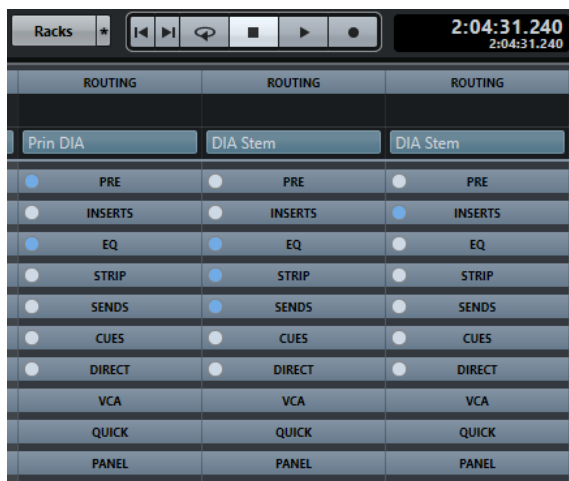 Racks * 2:04:31.240
2:04:31.240
ROUTING ROUTING ROUTING
Prin DIA DIA Stem DIA Stem
PRE PRE PRE
INSERTS INSERTS INSERTS
EQ EQ EQ
STRIP STRIP STRIP
SENDS SENDS SENDS
CUES CUES CUES
DIRECT DIRECT DIRECT
VCA VCA VCA
QUICK QUICK QUICK
PANEL PANEL PANEL